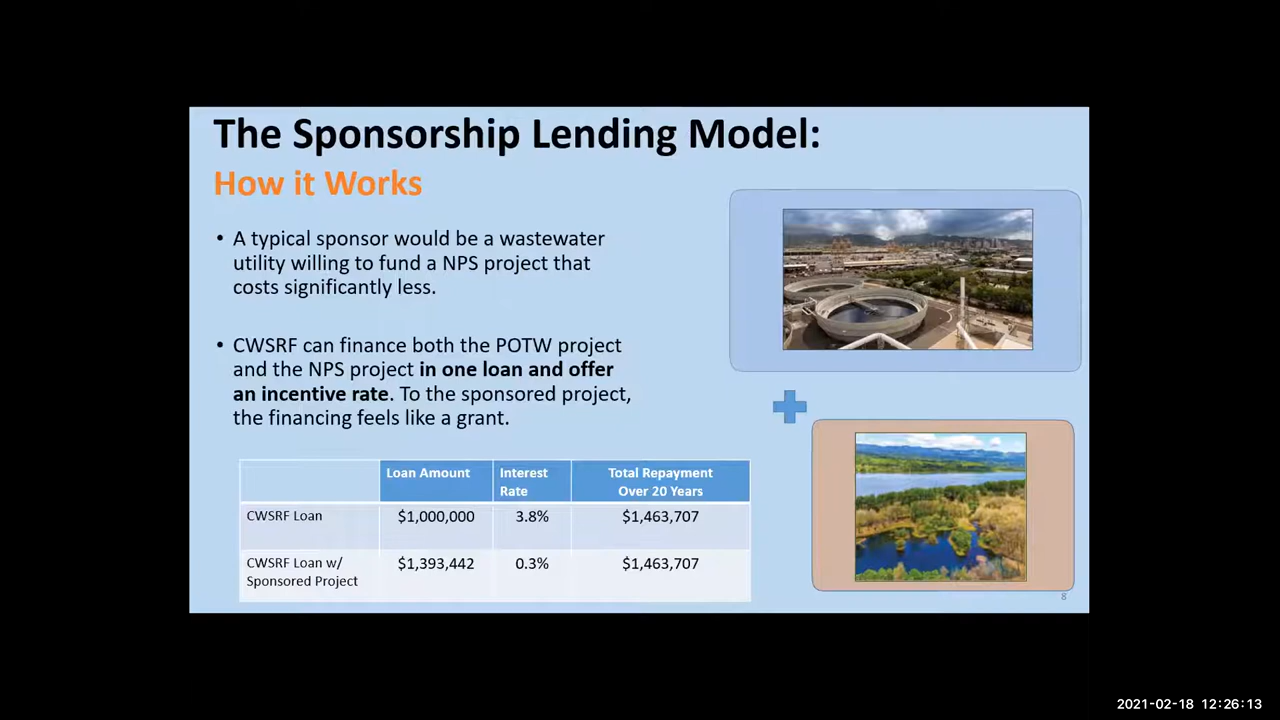 The Sponsorship Lending Model:
How it Works
• A typical sponsor would be a wastewater
utility willing to fund a NPS project that
costs significantly less.
• CWSRF can finance both the POTW project
and the NPS project in one loan and offer
an incentive rate. To the sponsored project,
the financing feels like a grant.
Loan Amount Interest Rate Total Repayment Over 20 Years
CWSRF Loan $1,000,000 3.8% $1,463,707
CWSRF Loan w/ Sponsored Project $1,393,442 0.3% $1,463,707
8
2021-02-18 12:26:13